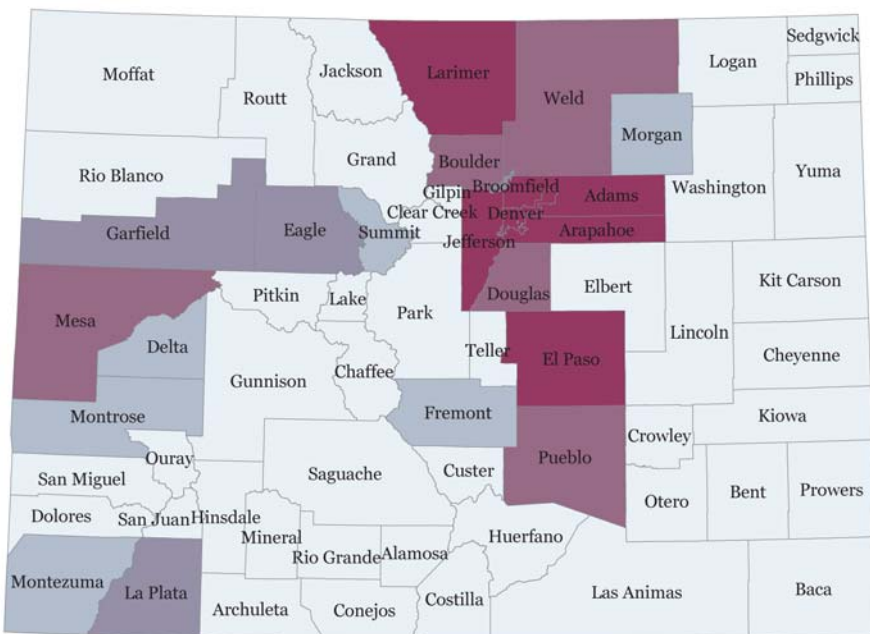 Sedgwick
Logan
Moffat
Jackson
Larimer
Phillips
Routt
Weld
Morgan
Grand
Boulder
Rio Blanco
Yuma
Gilpin
Broomfield
Adams
Washington
Clear Creek
Denver
Garfield
Eagle
Summit
Arapahoe
Jefferson
Kit Carson
Elbert
Pitkin
Lake
Douglas
Park
Mesa
Lincoln
Delta
Teller
El Paso
Cheyenne
Chaffee
Gunnison
Montrose
Fremont
Kiowa
Crowley
Ouray
Pueblo
Saguache
Custer
San Miguel
Bent
Prowers
Otero
Dolores
San Juan
Hinsdale
Mineral
Huerfano
Rio Grande
Alamosa
Montezuma
La Plata
Las Animas
Baca
Costilla
Archuleta
Conejos